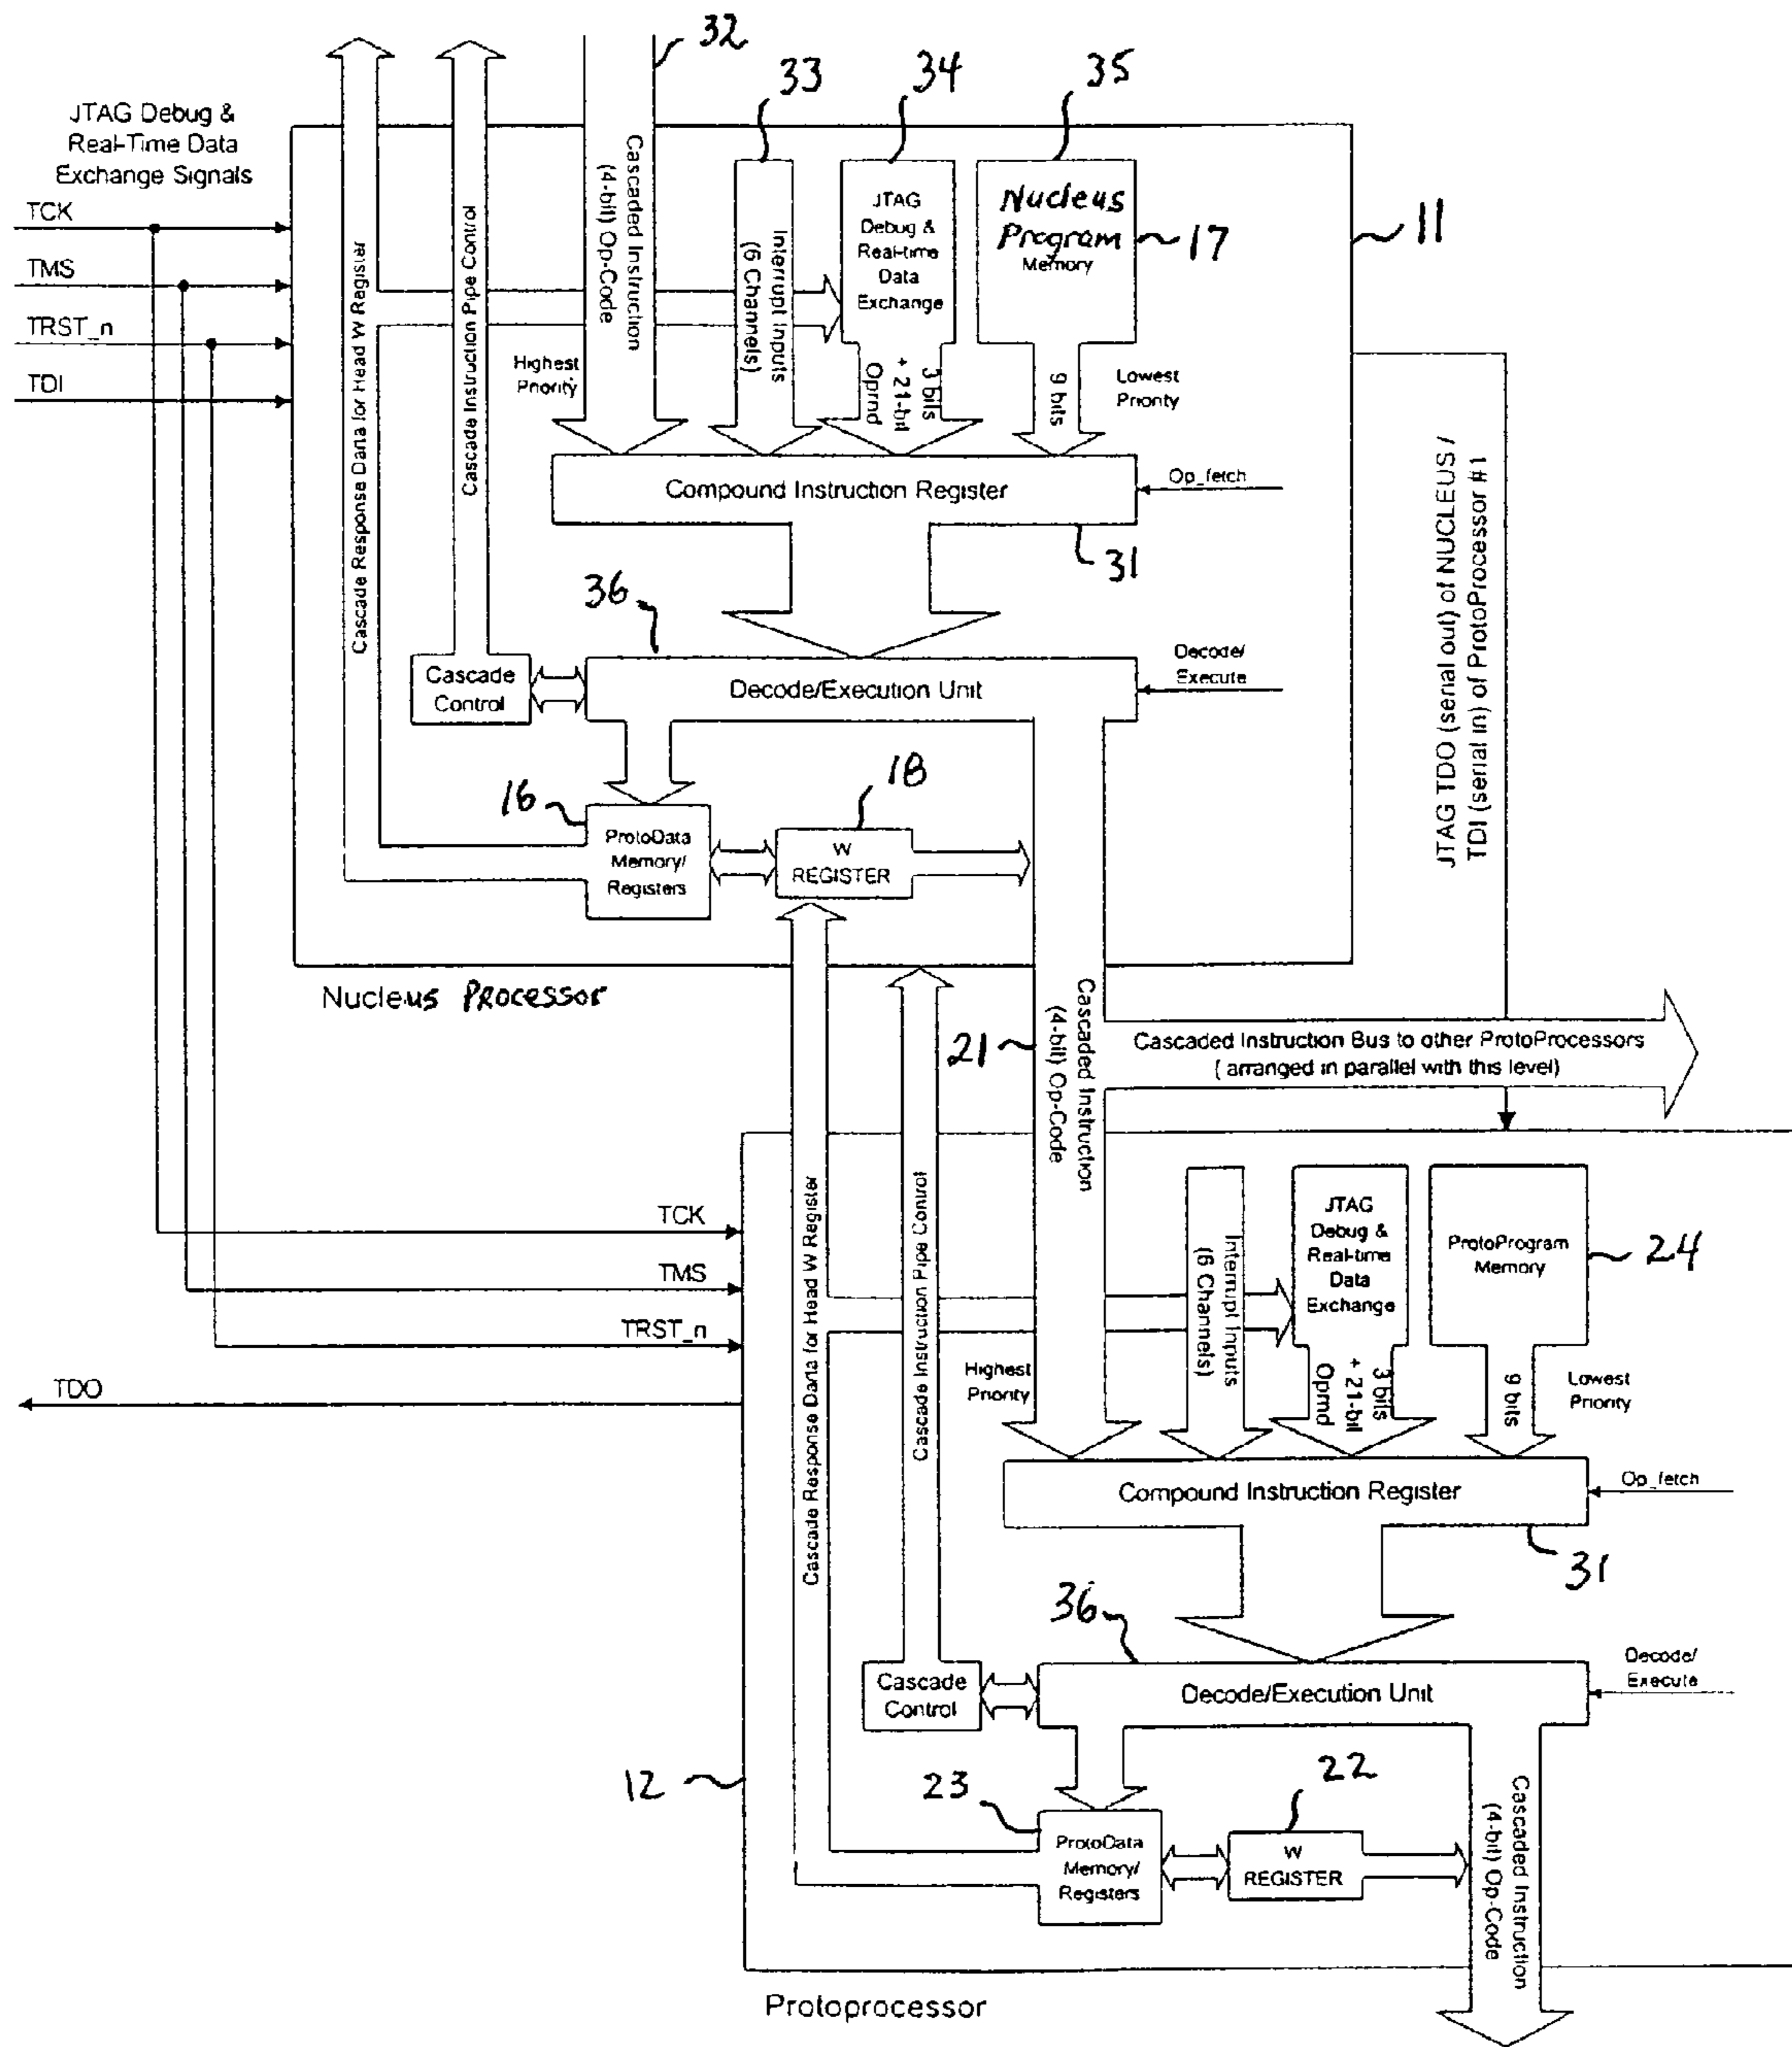 32
33
34
35
JTAG Debug &
Real-Time Data
Exchange Signals
TCK
TMS
TRST_n
TDI
Cascade Response Darta for Head W Register
Cascade Instruction Pipe Control
Cascaded Instruction
(4-bit) Op-Code
Highest
Priority
Interrupt Inputs
(6 Channels)
JTAG
Debug &
Real-time
Data
Exchange
3 bits
+ 21-bit
Oprnd
Nucleus
Program
Memory
17
11
9 bits
Lowest
Priority
Compound Instruction Register
Op_fetch
31
36
Cascade
Control
Decode/Execution Unit
Decode/
Execute
16
18
ProtoData
Memory/
Registers
W
REGISTER
JTAG TDO (serial out) of NUCLEUS /
TDI (serial in) of ProtoProcessor #1
Nucleus Processor
21
Cascaded Instruction
(4-bit) Op-Code
Cascaded Instruction Bus to other ProtoProcessors
( arranged in parallel with this level)
TCK
TMS
TRST_n
TDO
Cascade Response Darta for Head W Register
Cascade Instruction Pipe Control
Highest
Priority
Interrupt Inputs
(6 Channels)
JTAG
Debug &
Real-time
Data
Exchange
3 bits
+ 21-bit
Oprnd
ProtoProgram
Memory
24
9 bits
Lowest
Priority
Compound Instruction Register
Op_fetch
31
36
Cascade
Control
Decode/Execution Unit
Decode/
Execute
12
23
22
ProtoData
Memory/
Registers
W
REGISTER
Cascaded Instruction
(4-bit) Op-Code
Protoprocessor